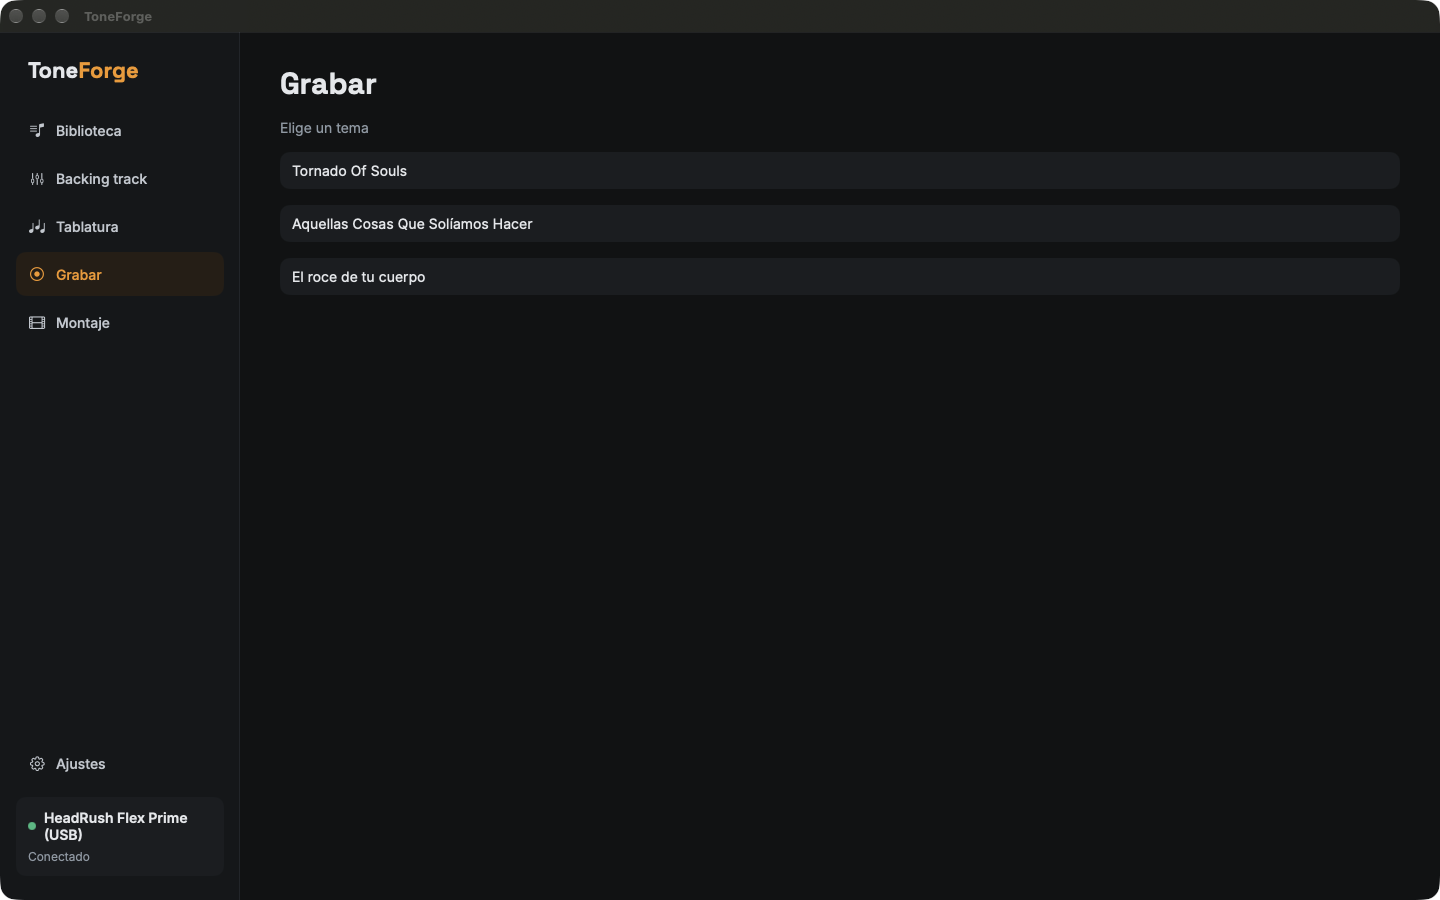 ToneForge
ToneForge
Biblioteca
Backing track
Tablatura
Grabar
Montaje
Ajustes
HeadRush Flex Prime
(USB)
Conectado
Grabar
Elige un tema
Tornado Of Souls
Aquellas Cosas Que Solíamos Hacer
El roce de tu cuerpo